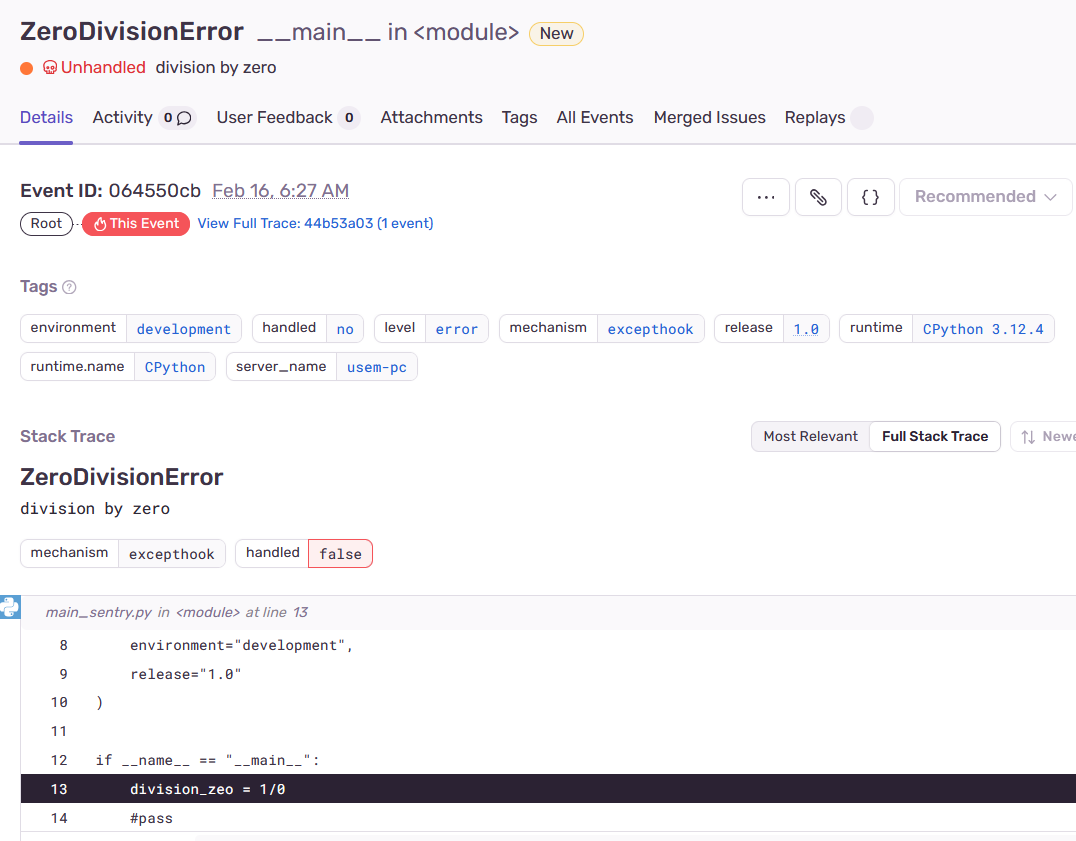 ZeroDivisionError __main__ in <module> New
Unhandled division by zero
Details Activity 0 User Feedback 0 Attachments Tags All Events Merged Issues Replays
Event ID: 064550cb Feb 16, 6:27 AM
... { } Recommended
Root This Event View Full Trace: 44b53a03 (1 event)
Tags ?
environment development handled no level error mechanism excepthook release 1.0 runtime CPython 3.12.4
runtime.name CPython server_name usem-pc
Stack Trace Most Relevant Full Stack Trace Newe
ZeroDivisionError
division by zero
mechanism excepthook handled false
main_sentry.py in <module> at line 13
8 environment="development",
9 release="1.0"
10 )
11
12 if __name__ == "__main__":
13 division_zeo = 1/0
14 #pass